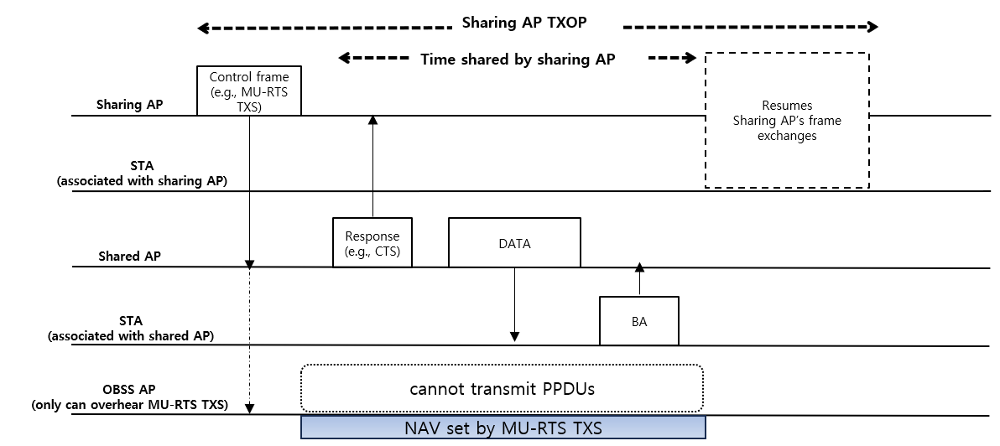 Sharing AP TXOP
Time shared by sharing AP
Control frame
(e.g., MU-RTS
TXS)
Sharing AP
Resumes
Sharing AP's frame
exchanges
STA
(associated with sharing AP)
Response
(e.g., CTS)
DATA
Shared AP
STA
(associated with shared AP)
BA
OBSS AP
(only can overhear MU-RTS TXS)
cannot transmit PPDUs
NAV set by MU-RTS TXS